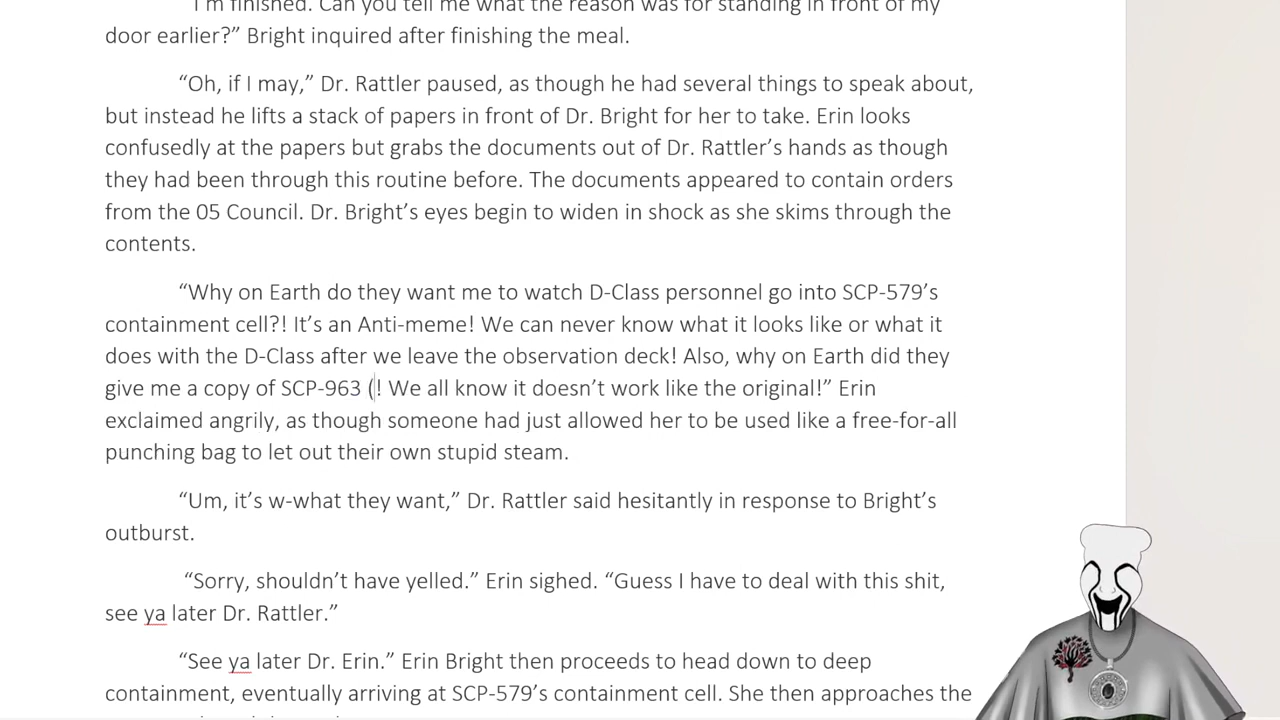 “I’m finished. Can you tell me what the reason was for standing in front of my
door earlier?” Bright inquired after finishing the meal.
“Oh, if I may,” Dr. Rattler paused, as though he had several things to speak about,
but instead he lifts a stack of papers in front of Dr. Bright for her to take. Erin looks
confusedly at the papers but grabs the documents out of Dr. Rattler’s hands as though
they had been through this routine before. The documents appeared to contain orders
from the 05 Council. Dr. Bright’s eyes begin to widen in shock as she skims through the
contents.
“Why on Earth do they want me to watch D-Class personnel go into SCP-579’s
containment cell?! It’s an Anti-meme! We can never know what it looks like or what it
does with the D-Class after we leave the observation deck! Also, why on Earth did they
give me a copy of SCP-963 (! We all know it doesn’t work like the original!” Erin
exclaimed angrily, as though someone had just allowed her to be used like a free-for-all
punching bag to let out their own stupid steam.
“Um, it’s w-what they want,” Dr. Rattler said hesitantly in response to Bright’s
outburst.
“Sorry, shouldn’t have yelled.” Erin sighed. “Guess I have to deal with this shit,
see ya later Dr. Rattler.”
“See ya later Dr. Erin.” Erin Bright then proceeds to head down to deep
containment, eventually arriving at SCP-579’s containment cell. She then approaches the